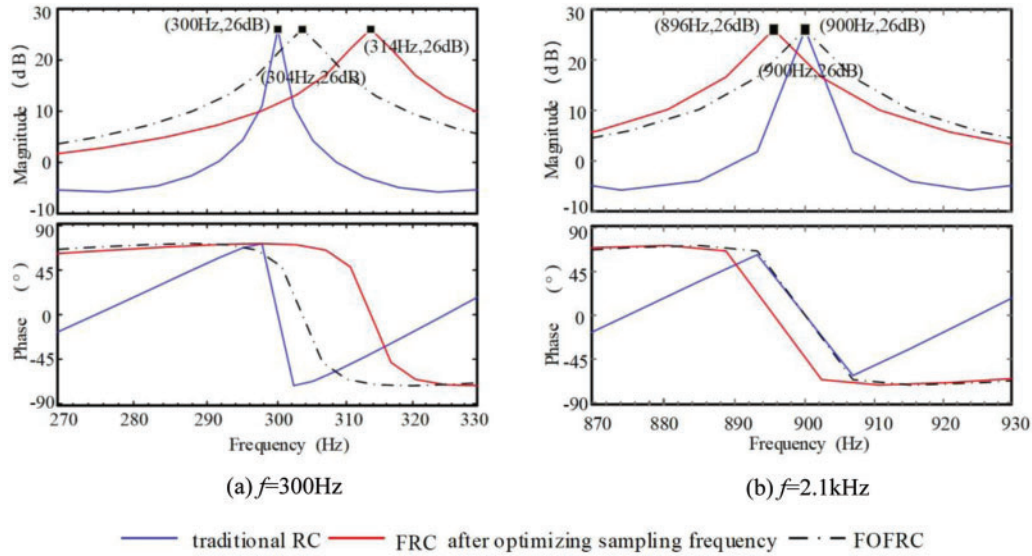 30
20
10
0
-10
Magnitude (dB)
(300Hz,26dB)
(314Hz,26dB)
(304Hz,26dB)
90
45
0
-45
-90
Phase (°)
270 280 290 300 310 320 330
Frequency (Hz)
(a) f=300Hz
30
20
10
0
-10
Magnitude (dB)
(896Hz,26dB)
(900Hz,26dB)
(900Hz,26dB)
90
45
0
-45
-90
Phase (°)
870 880 890 900 910 920 930
Frequency (Hz)
(b) f=2.1kHz
traditional RC
FRC after optimizing sampling frequency
FOFRC